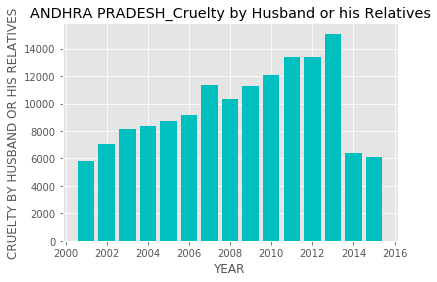 ANDHRA PRADESH_Cruelty by Husband or his Relatives
CRUELTY BY HUSBAND OR HIS RELATIVES
14000
12000
10000
8000
6000
4000
2000
0
2000 2002 2004 2006 2008 2010 2012 2014 2016
YEAR